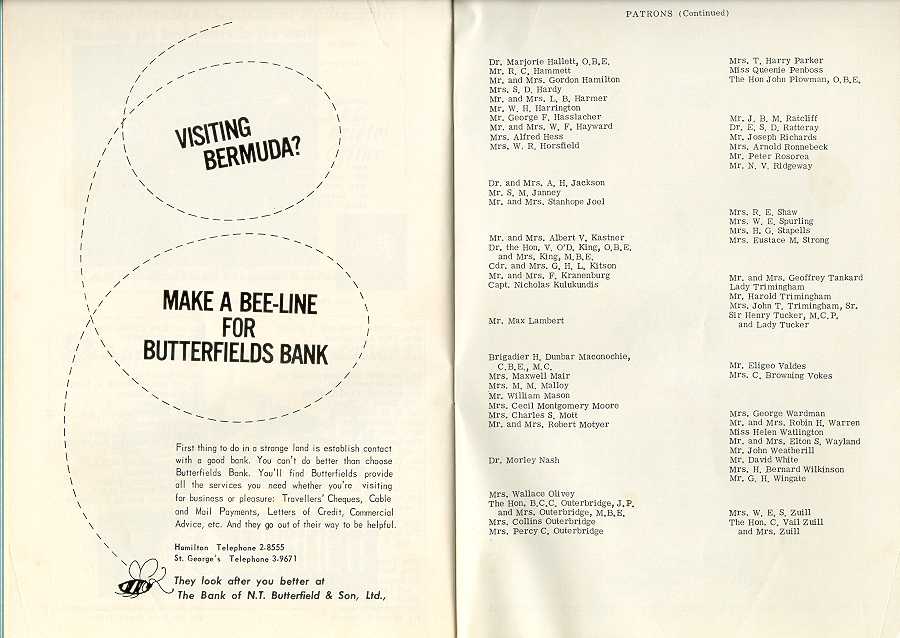 VISITING
BERMUDA?
MAKE A BEE-LINE
FOR
BUTTERFIELDS BANK
First thing to do in a strange land is establish contact
with a good bank. You can't do better than choose
Butterfields Bank. You'll find Butterfields provide
all the services you need whether you're visiting
for business or pleasure: Travellers' Cheques, Cable
and Mail Payments, Letters of Credit, Commercial
Advice, etc. And they go out of their way to be helpful.
Hamilton Telephone 2-8555
St. George's Telephone 3-9671
They look after you better at
The Bank of N.T. Butterfield & Son, Ltd.,
PATRONS (Continued)
Dr. Marjorie Hallett, O.B.E.
Mr. R. C. Hammett
Mr. and Mrs. Gordon Hamilton
Mrs. S. D. Hardy
Mr. and Mrs. L. B. Harmer
Mr. W. H. Harrington
Mr. George F. Hasslacher
Mr. and Mrs. W. F. Hayward
Mrs. Alfred Hess
Mrs. W. R. Horsfield
Dr. and Mrs. A. H. Jackson
Mr. S. M. Janney
Mr. and Mrs. Stanhope Joel
Mr. and Mrs. Albert V. Kastner
Dr. the Hon. V. O'D. King, O.B.E.
and Mrs. King, M.B.E.
Cdr. and Mrs. G. H. L. Kitson
Mr. and Mrs. F. Kranenburg
Capt. Nicholas Kulukundis
Mr. Max Lambert
Brigadier H. Dunbar Maconochie,
C.B.E., M.C.
Mrs. Maxwell Mair
Mrs. M. M. Malloy
Mr. William Mason
Mrs. Cecil Montgomery Moore
Mrs. Charles S. Mott
Mr. and Mrs. Robert Motyer
Dr. Morley Nash
Mrs. Wallace Olivey
The Hon. B.C.C. Outerbridge, J.P.
and Mrs. Outerbridge, M.B.E.
Mrs. Collins Outerbridge
Mrs. Percy C. Outerbridge
Mrs. T. Harry Parker
Miss Queenie Penboss
The Hon John Plowman, O.B.E.
Mr. J. B. M. Ratcliff
Dr. E. S. D. Ratteray
Mr. Joseph Richards
Mrs. Arnold Ronnebeck
Mr. Peter Rosorea
Mr. N. V. Ridgeway
Mrs. R. E. Shaw
Mrs. W. E. Spurling
Mrs. H. G. Stapells
Mrs. Eustace M. Strong
Mr. and Mrs. Geoffrey Tankard
Lady Trimingham
Mr. Harold Trimingham
Mrs. John T. Trimingham, Sr.
Sir Henry Tucker, M.C.P.
and Lady Tucker
Mr. Eligeo Valdes
Mrs. C. Browning Vokes
Mrs. George Wardman
Mr. and Mrs. Robin H. Warren
Miss Helen Watlington
Mr. and Mrs. Elton S. Wayland
Mr. John Weatherill
Mr. David White
Mrs. H. Bernard Wilkinson
Mr. G. H. Wingate
Mrs. W. E. S. Zuill
The Hon. C. Vail Zuill
and Mrs. Zuill